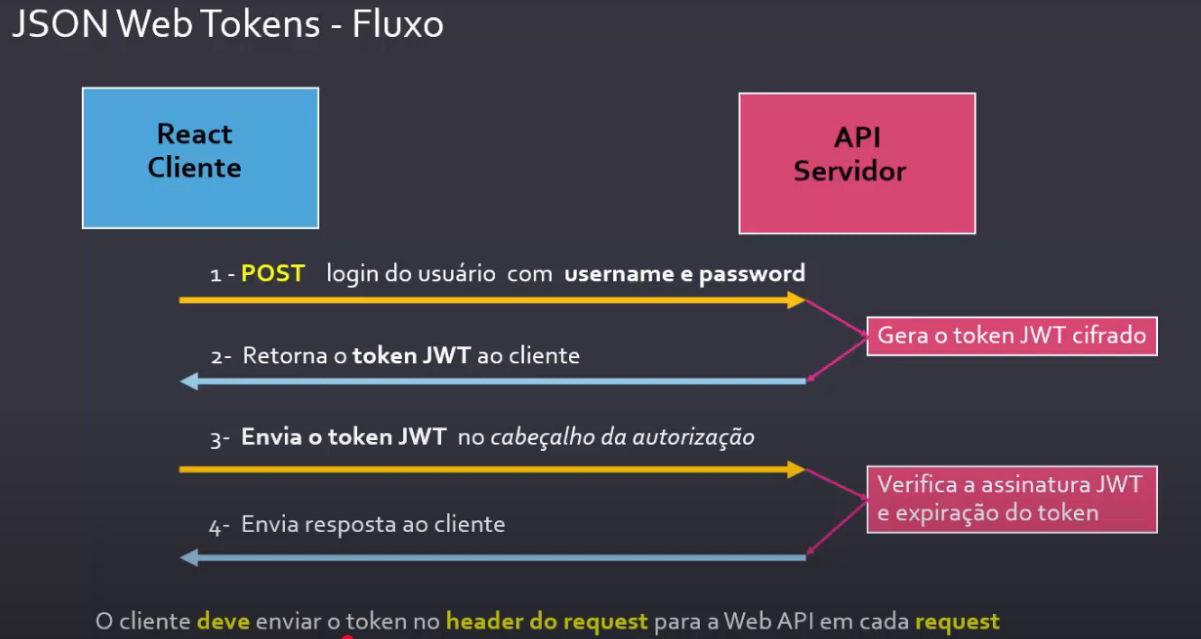 JSON Web Tokens - Fluxo
React
Cliente
API
Servidor
1 - POST login do usuário com username e password
Gera o token JWT cifrado
2- Retorna o token JWT ao cliente
3- Envia o token JWT no cabeçalho da autorização
Verifica a assinatura JWT
e expiração do token
4- Envia resposta ao cliente
O cliente deve enviar o token no header do request para a Web API em cada request